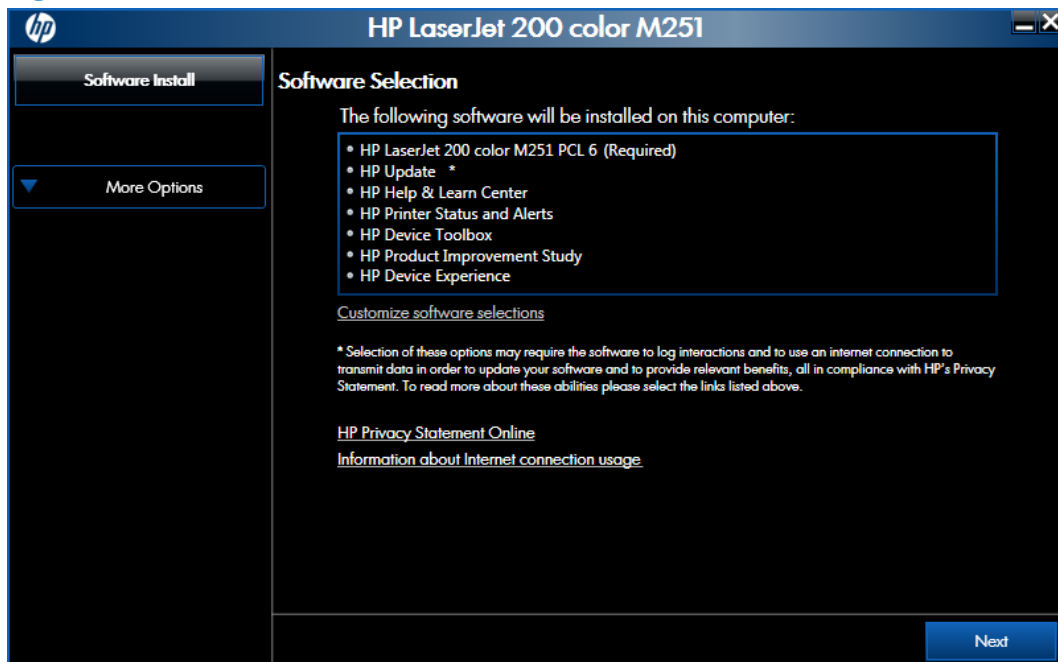 hp
HP LaserJet 200 color M251
Software Install
More Options
Software Selection
The following software will be installed on this computer:
• HP LaserJet 200 color M251 PCL 6 (Required)
• HP Update *
• HP Help & Learn Center
• HP Printer Status and Alerts
• HP Device Toolbox
• HP Product Improvement Study
• HP Device Experience
Customize software selections
* Selection of these options may require the software to log interactions and to use an internet connection to
transmit data in order to update your software and to provide relevant benefits, all in compliance with HP's Privacy
Statement. To read more about these abilities please select the links listed above.
HP Privacy Statement Online
Information about Internet connection usage
Next